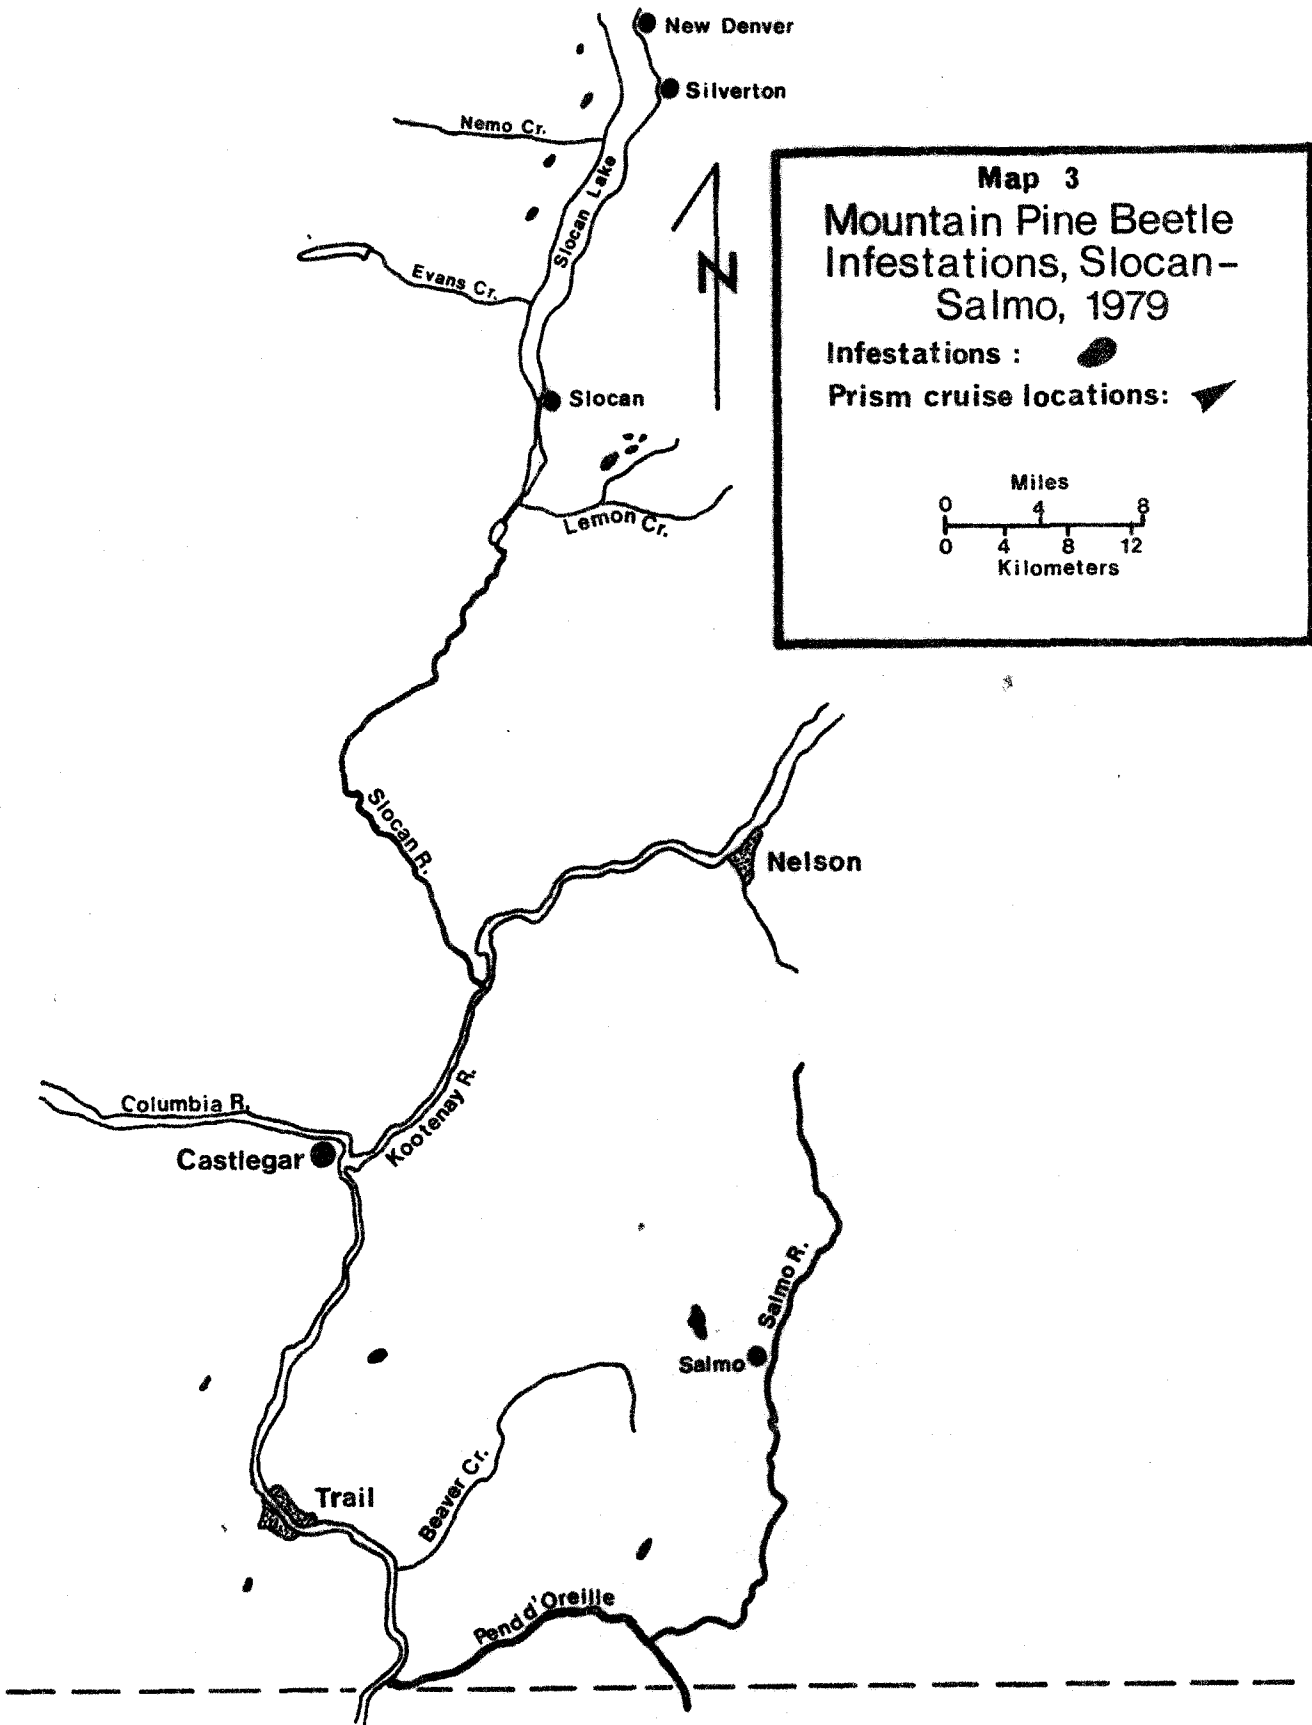 New Denver
Silverton
Nemo Cr.
Slocan Lake
Evans Cr.
N
Slocan
Lemon Cr.
Map 3
Mountain Pine Beetle
Infestations, Slocan-
Salmo, 1979
Infestations :
Prism cruise locations:
Miles
0 4 8
0 4 8 12
Kilometers
Slocan R.
Nelson
Columbia R.
Kootenay R.
Castlegar
Salmo R.
Salmo
Trail
Beaver Cr.
Pend d'Oreille